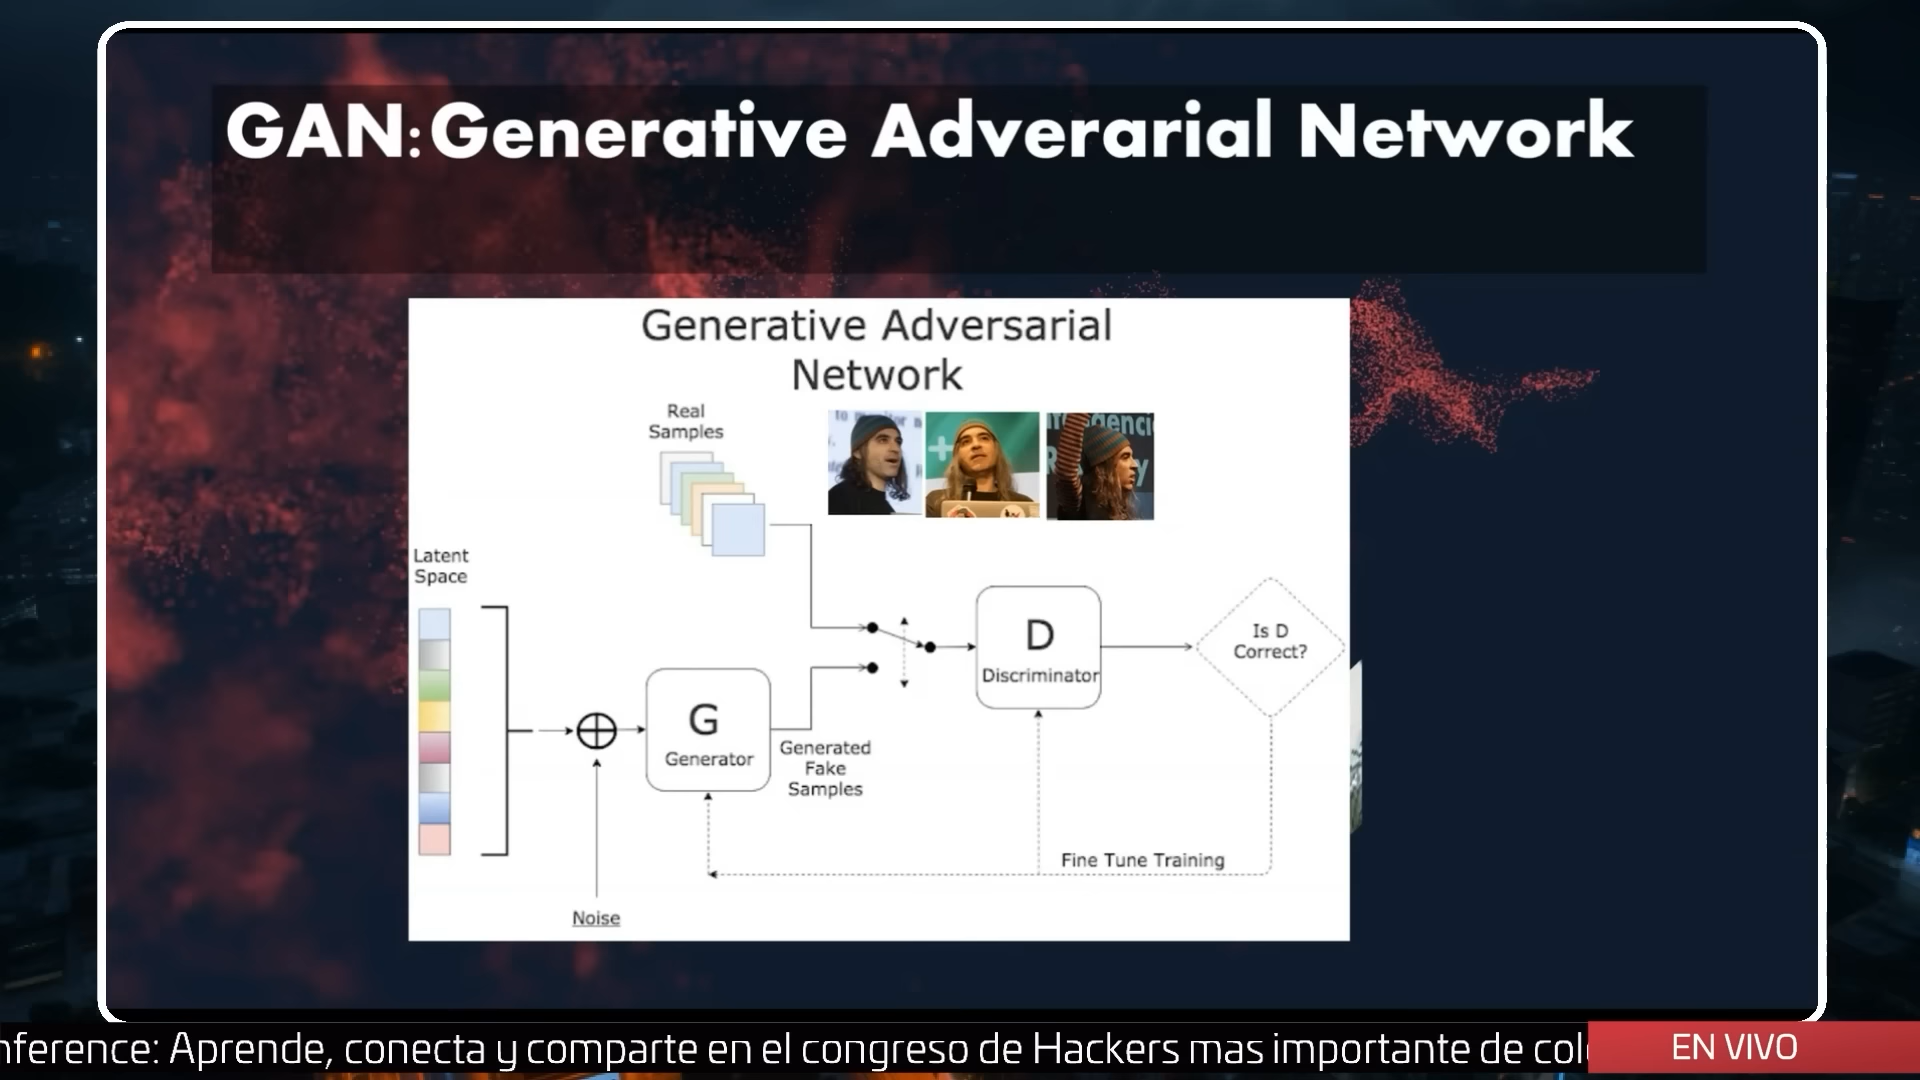 GAN:Generative Adverarial Network
Generative Adversarial
Network
Real
Samples
Latent
Space
G
Generator
Generated
Fake
Samples
D
Discriminator
Is D
Correct?
Fine Tune Training
Noise
nference: Aprende, conecta y comparte en el congreso de Hackers mas importante de col
EN VIVO